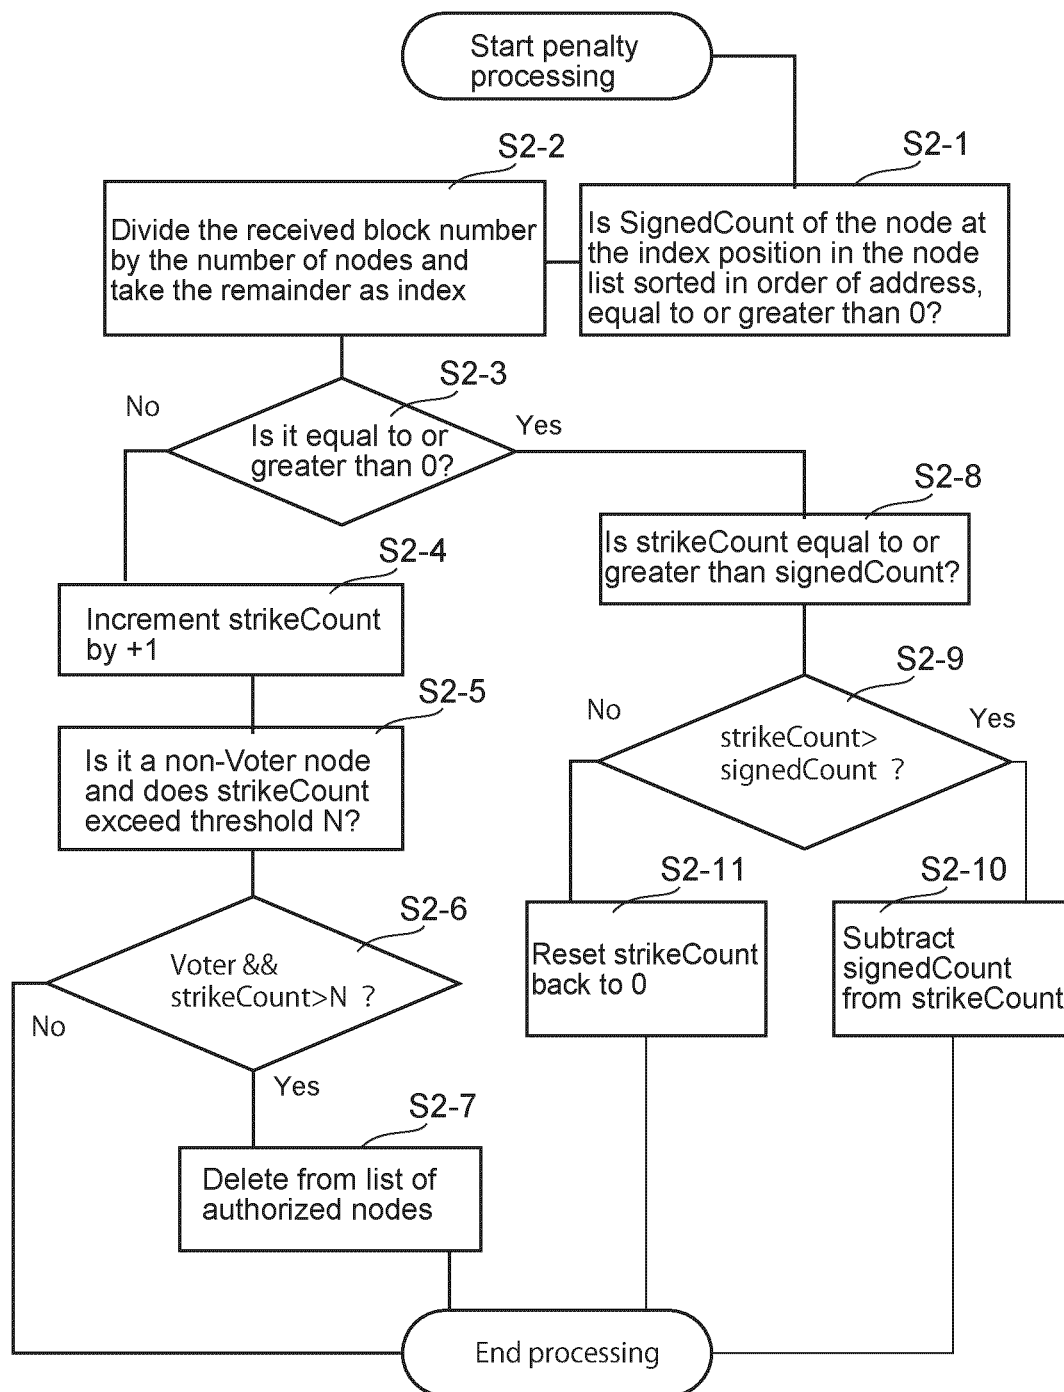 Start penalty
processing
S2-2
S2-1
Divide the received block number
by the number of nodes and
take the remainder as index
Is SignedCount of the node at
the index position in the node
list sorted in order of address,
equal to or greater than 0?
S2-3
No
Yes
Is it equal to or
greater than 0?
S2-8
Is strikeCount equal to or
greater than signedCount?
S2-4
Increment strikeCount
by +1
S2-9
No
Yes
strikeCount>
signedCount ?
S2-5
Is it a non-Voter node
and does strikeCount
exceed threshold N?
S2-11
S2-10
Reset strikeCount
back to 0
Subtract
signedCount
from strikeCount
S2-6
Voter &&
strikeCount>N ?
No
Yes
S2-7
Delete from list of
authorized nodes
End processing